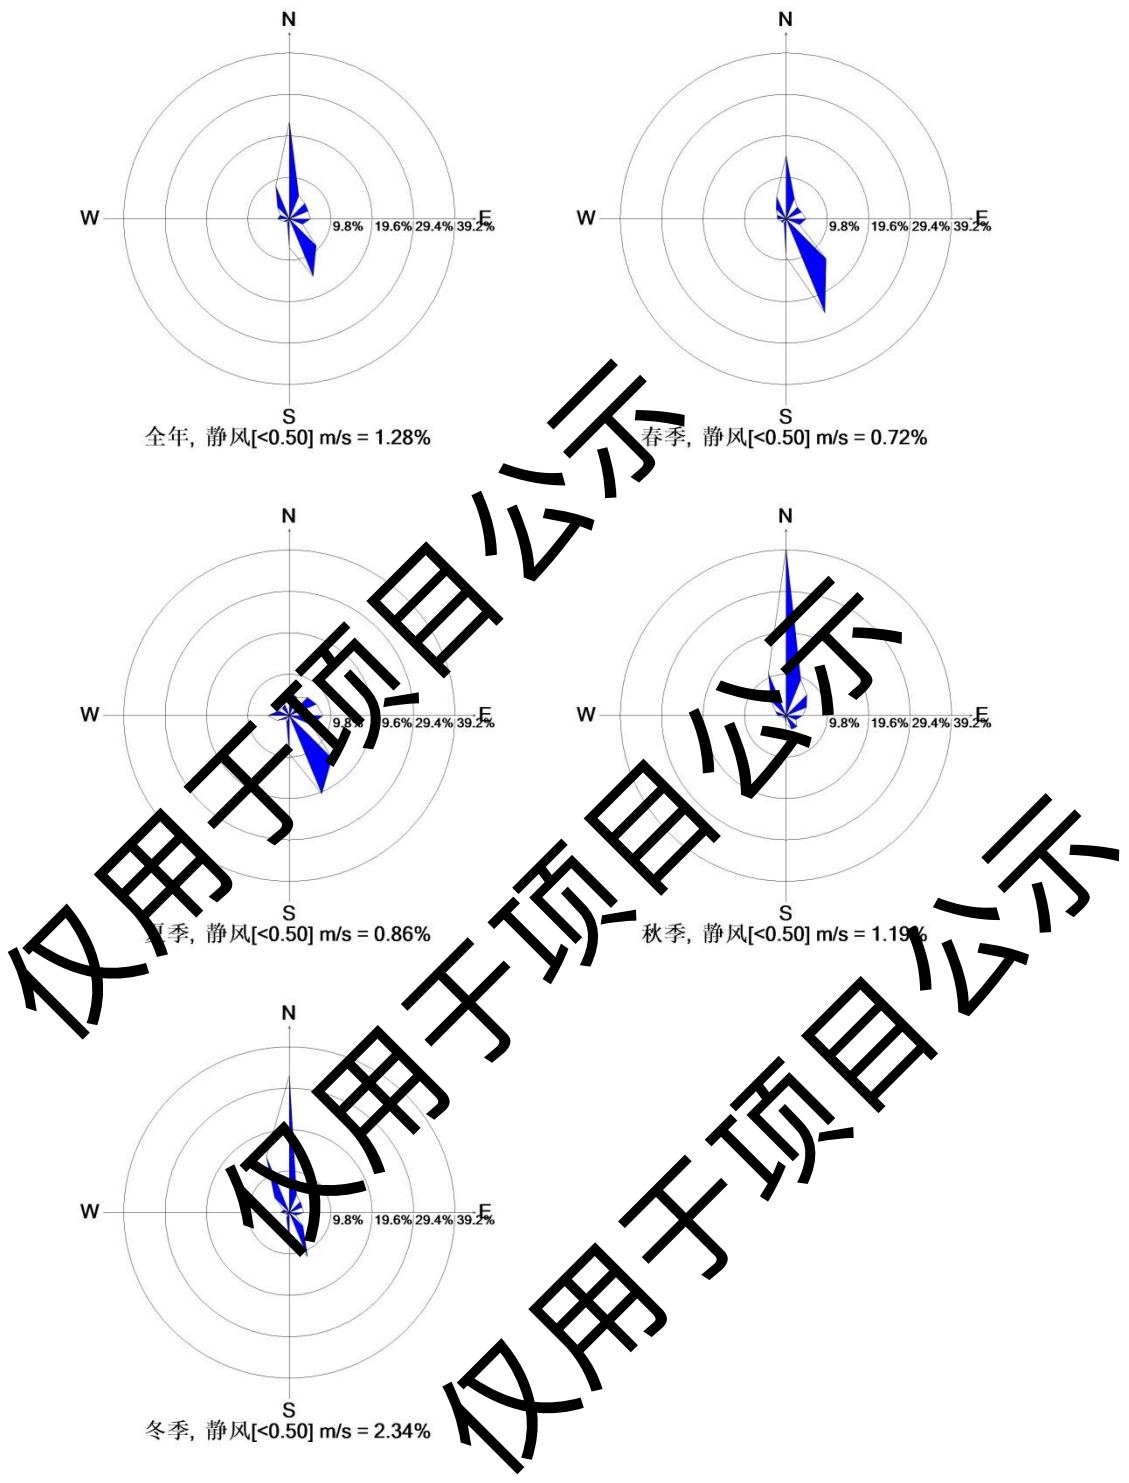 N
N
W
9.8%
19.6%
29.4%
39.2%
E
W
9.8%
19.6%
29.4%
39.2%
E
S
S
全年, 静风[<0.50] m/s = 1.28%
春季, 静风[<0.50] m/s = 0.72%
N
N
W
9.8%
9.6%
29.4%
39.2%
E
W
9.8%
19.6%
29.4%
39.2%
E
S
S
夏季, 静风[<0.50] m/s = 0.86%
秋季, 静风[<0.50] m/s = 1.19%
N
W
9.8%
19.6%
29.4%
39.2%
E
S
冬季, 静风[<0.50] m/s = 2.34%
仅用于项目公示
仅用于项目公示
仅用于项目公示